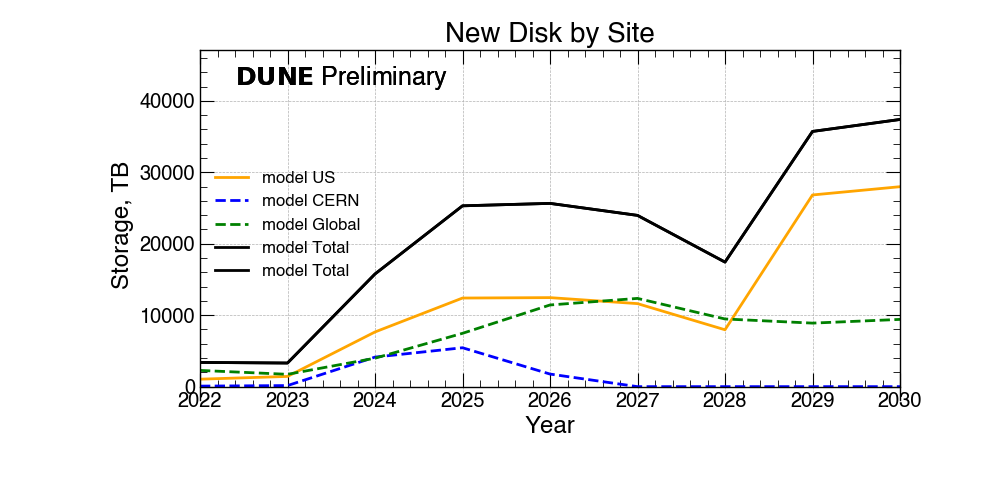 New Disk by Site
DUNE Preliminary
Storage, TB
40000
30000
20000
10000
0
model US
model CERN
model Global
model Total
model Total
2022 2023 2024 2025 2026 2027 2028 2029 2030
Year